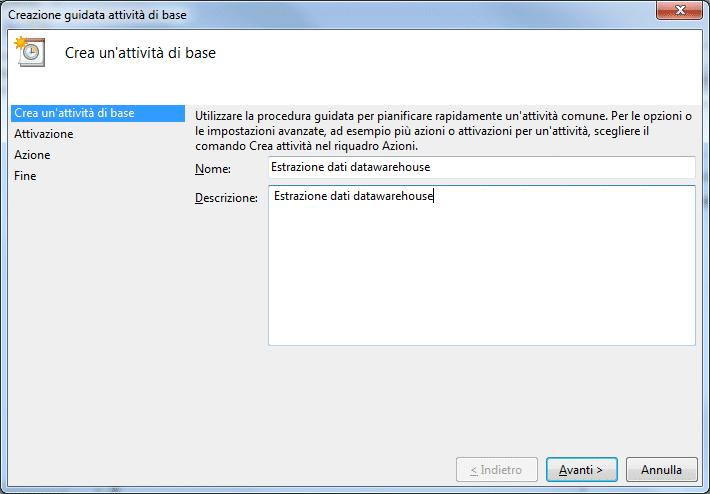 Creazione guidata attività di base
Crea un'attività di base
Crea un'attività di base
Attivazione
Azione
Fine
Utilizzare la procedura guidata per pianificare rapidamente un'attività comune. Per le opzioni o
le impostazioni avanzate, ad esempio più azioni o attivazioni per un'attività, scegliere il
comando Crea attività nel riquadro Azioni.
Nome: Estrazione dati datawarehouse
Descrizione: Estrazione dati datawarehouse
< Indietro Avanti > Annulla